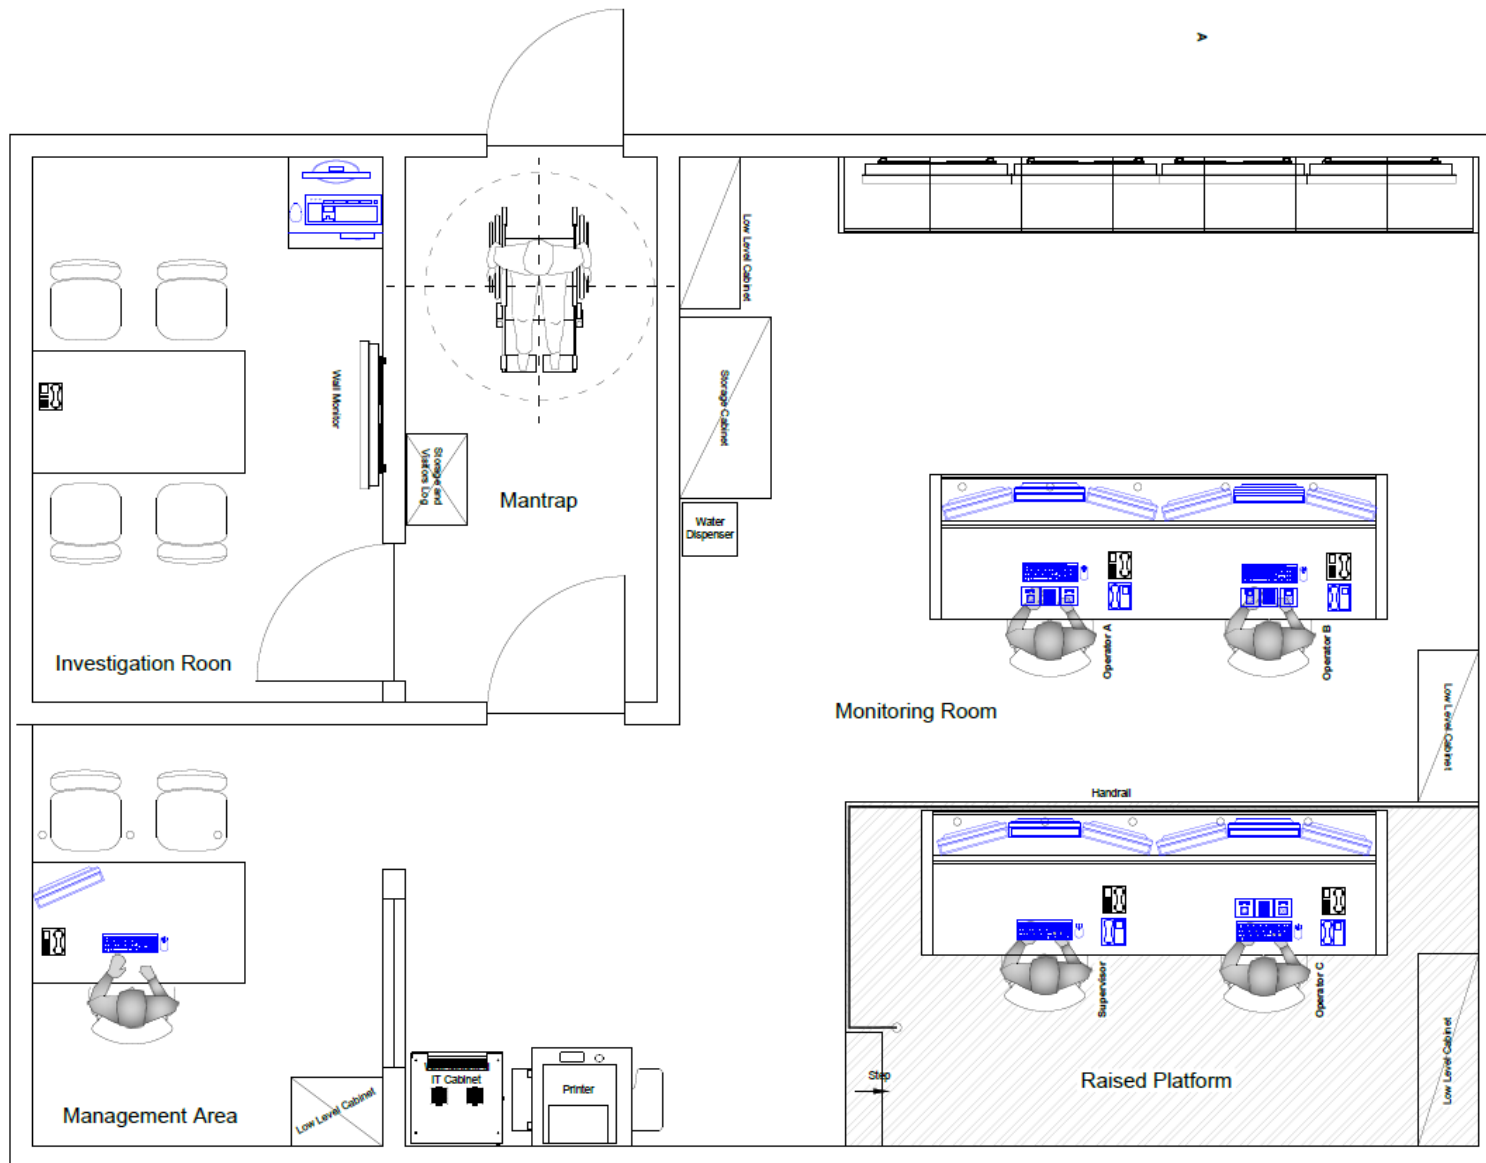 A
Low Level Cabinet
Wall Monitor
Storage Cabinet
Storage and
Visitors Log
Mantrap
Water
Dispenser
Investigation Roon
Operator A
Operator B
Monitoring Room
Low Level Cabinet
Handrail
Supervisor
Operator C
IT Cabinet
Printer
Step
Raised Platform
Low Level Cabinet
Management Area
Low Level Cabinet